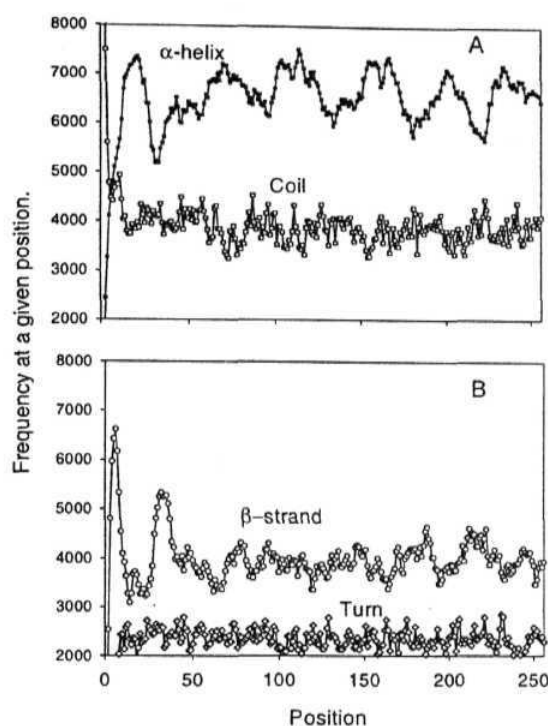 A
α-helix
Coil
8000
7000
6000
5000
4000
3000
2000
B
β-strand
Turn
8000
7000
6000
5000
4000
3000
2000
0 50 100 150 200 250
Position
Frequency at a given position.